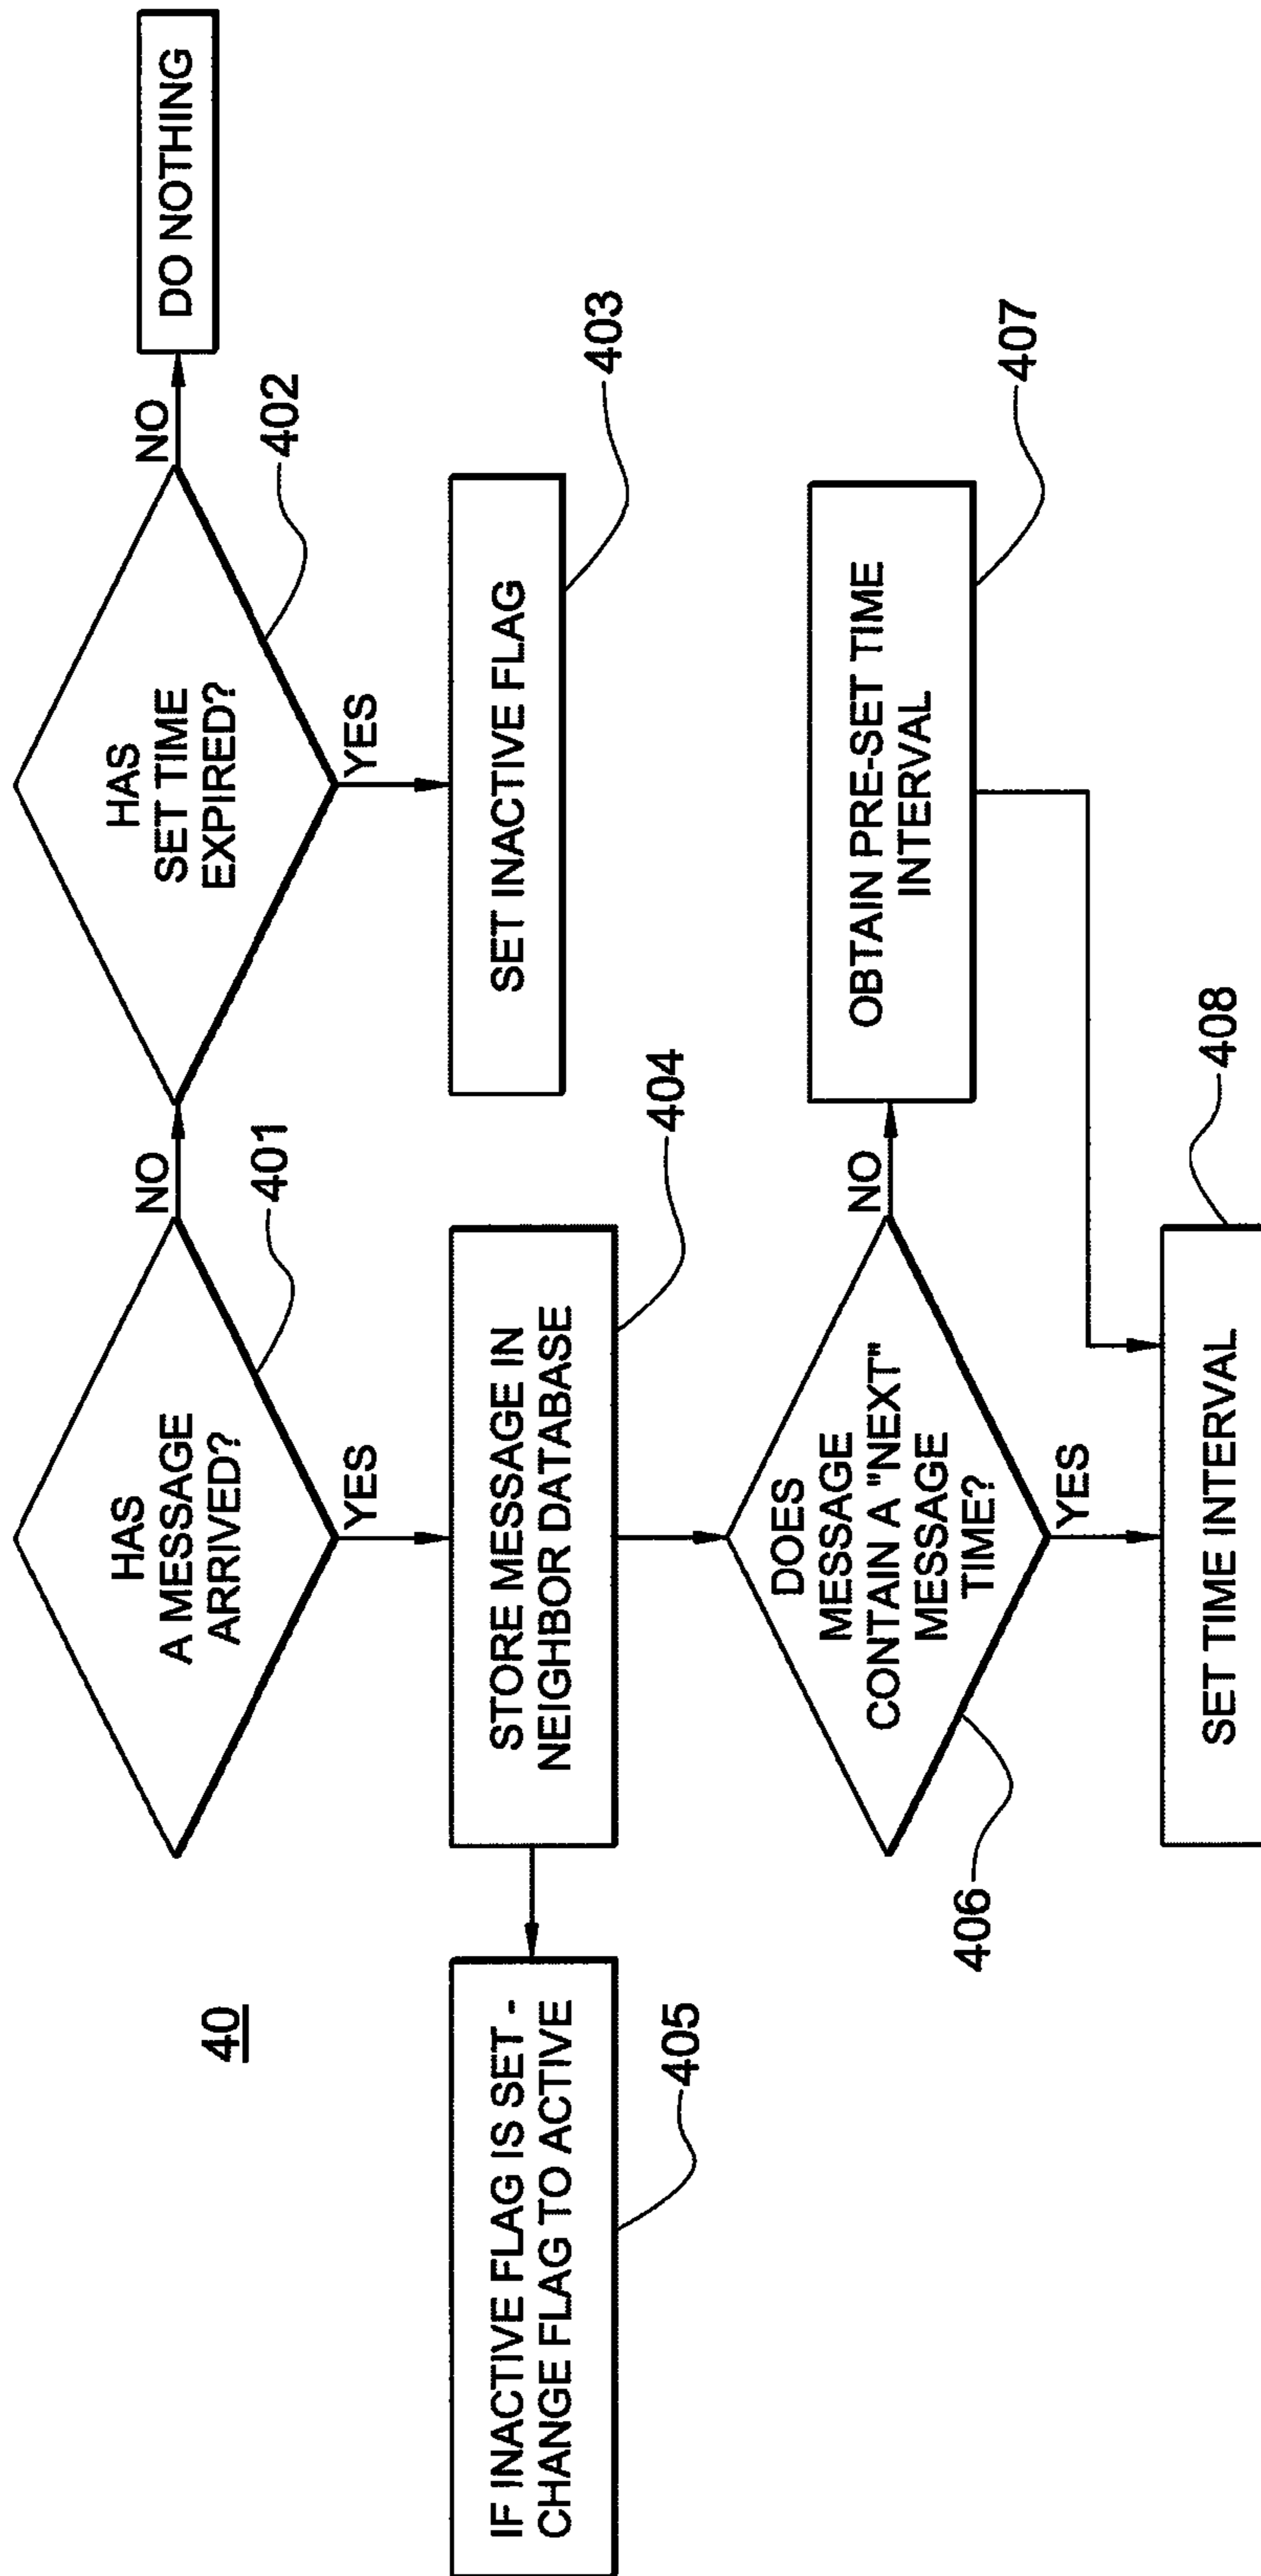 40
HAS
A MESSAGE
ARRIVED?
401
NO
YES
HAS
SET TIME
EXPIRED?
402
NO
YES
DO NOTHING
IF INACTIVE FLAG IS SET -
CHANGE FLAG TO ACTIVE
405
STORE MESSAGE IN
NEIGHBOR DATABASE
404
SET INACTIVE FLAG
403
DOES
MESSAGE
CONTAIN A "NEXT"
MESSAGE
TIME?
406
NO
YES
OBTAIN PRE-SET TIME
INTERVAL
407
SET TIME INTERVAL
408